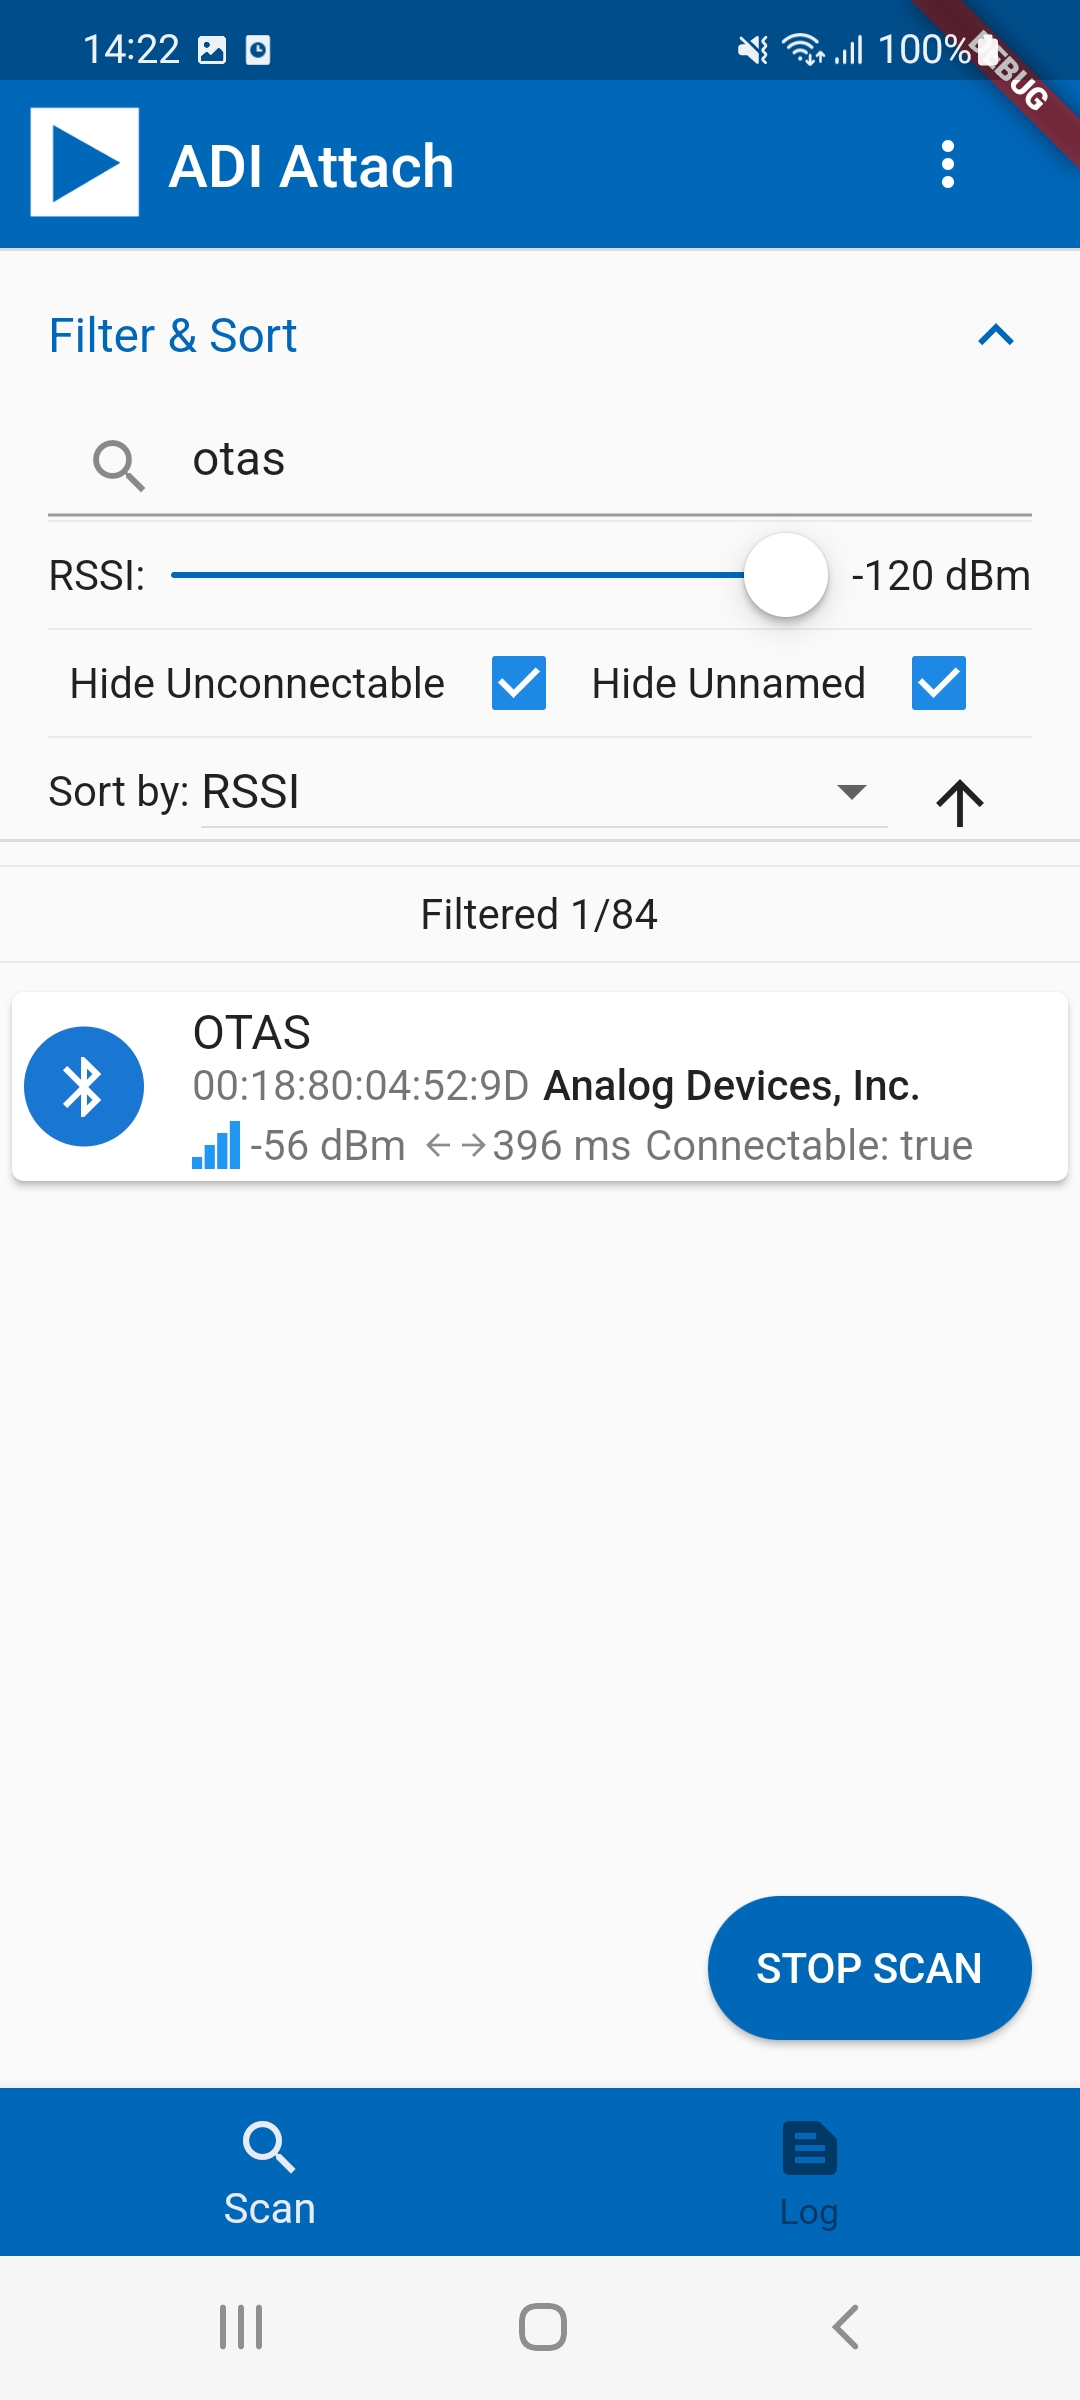 14:22
100%
DEBUG
ADI Attach
Filter & Sort
otas
RSSI: -120 dBm
Hide Unconnectable Hide Unnamed
Sort by: RSSI
Filtered 1/84
OTAS
00:18:80:04:52:9D Analog Devices, Inc.
-56 dBm ←→396 ms Connectable: true
STOP SCAN
Scan
Log